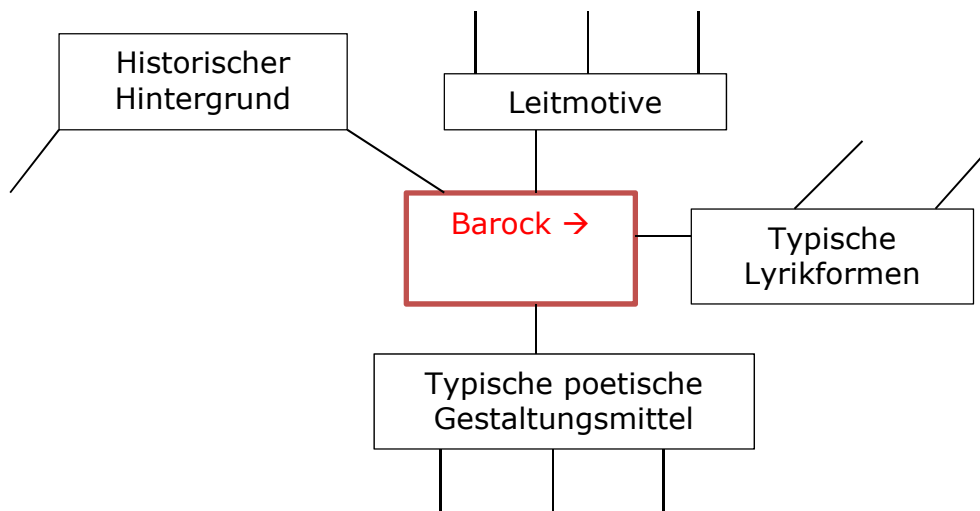 Historischer
Hintergrund
Leitmotive
Barock →
Typische
Lyrikformen
Typische poetische
Gestaltungsmittel